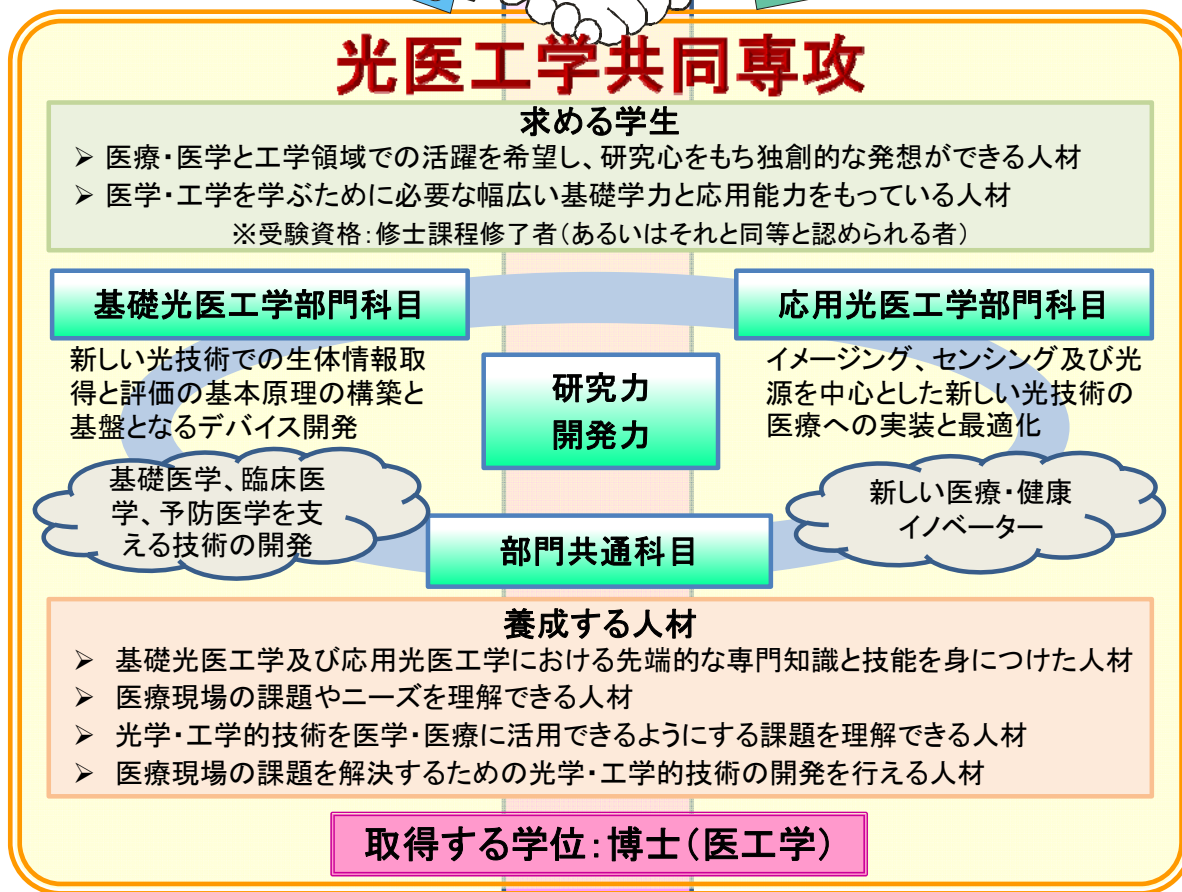 光医工学共同専攻
求める学生
➢ 医療・医学と工学領域での活躍を希望し、研究心をもち独創的な発想ができる人材
➢ 医学・工学を学ぶために必要な幅広い基礎学力と応用能力をもっている人材
※受験資格：修士課程修了者（あるいはそれと同等と認められる者）
基礎光医工学部門科目
新しい光技術での生体情報取
得と評価の基本原理の構築と
基盤となるデバイス開発
基礎医学、臨床医
学、予防医学を支
える技術の開発
研究力
開発力
応用光医工学部門科目
イメージング、センシング及び光
源を中心とした新しい光技術の
医療への実装と最適化
新しい医療・健康
イノベーター
部門共通科目
養成する人材
➢ 基礎光医工学及び応用光医工学における先端的な専門知識と技能を身につけた人材
➢ 医療現場の課題やニーズを理解できる人材
➢ 光学・工学的技術を医学・医療に活用できるようにする課題を理解できる人材
➢ 医療現場の課題を解決するための光学・工学的技術の開発を行える人材
取得する学位：博士（医工学）